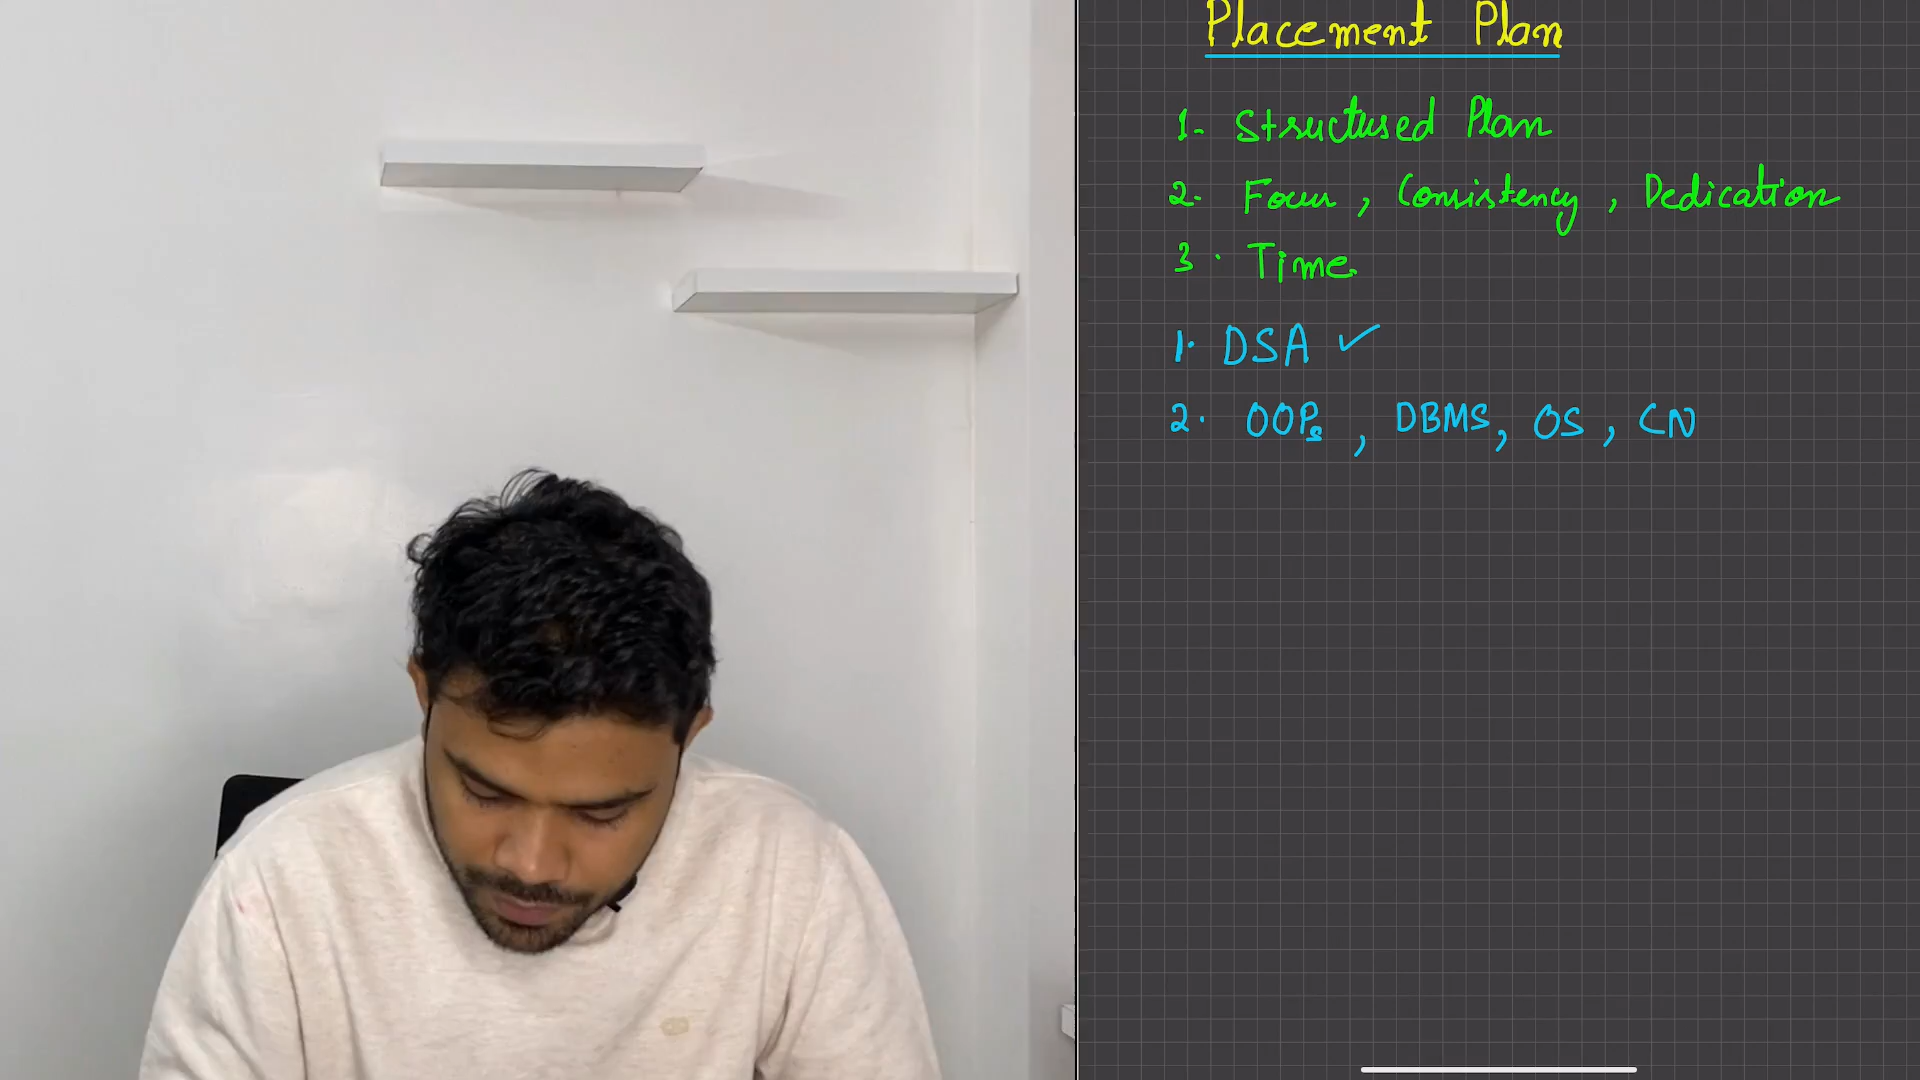 Placement Plan
1- Structured Plan
2. Focus, Consistency, Dedication
3. Time
1. DSA ✓
2. OOPs, DBMS, OS, CN